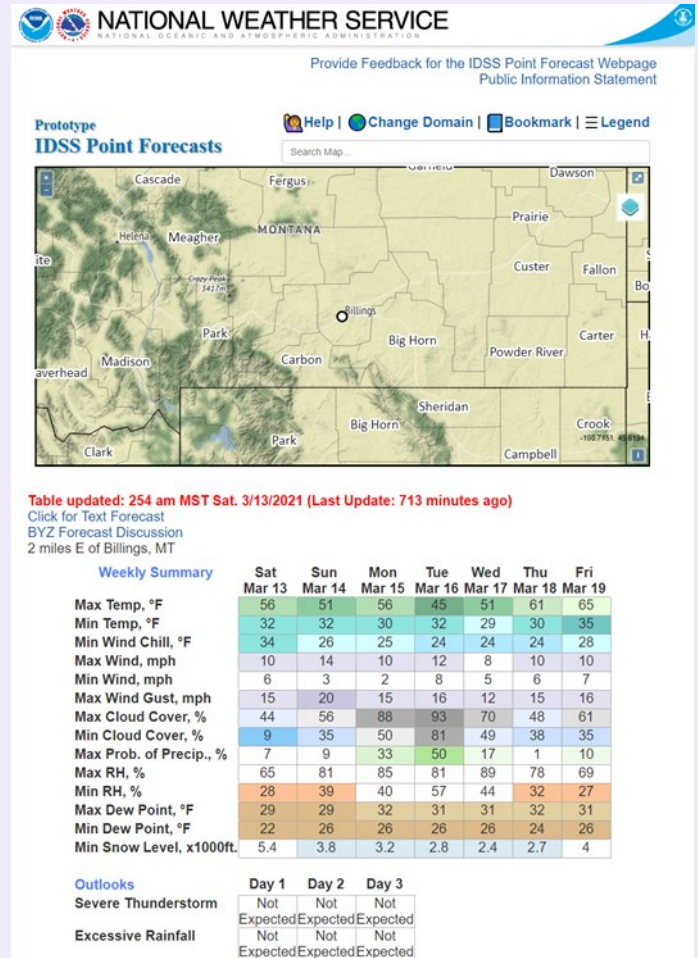 NATIONAL WEATHER SERVICE
NATIONAL OCEANIC AND ATMOSPHERIC ADMINISTRATION
Provide Feedback for the IDSS Point Forecast Webpage
Public Information Statement
Prototype
IDSS Point Forecasts
Help | Change Domain | Bookmark | Legend
Search Map...
Cascade Fergus Garfield Dawson
Helena Meagher MONTANA Prairie
Crazy Peak
3417m
Custer Fallon
Billings
Park Big Horn Carter
Madison Carbon Powder River
Sheridan
Big Horn Crook
Clark Park Campbell
Table updated: 254 am MST Sat. 3/13/2021 (Last Update: 713 minutes ago)
Click for Text Forecast
BYZ Forecast Discussion
2 miles E of Billings, MT
Weekly Summary Sat Sun Mon Tue Wed Thu Fri
Mar 13 Mar 14 Mar 15 Mar 16 Mar 17 Mar 18 Mar 19
Max Temp, °F 56 51 56 45 51 61 65
Min Temp, °F 32 32 30 32 29 30 35
Min Wind Chill, °F 34 26 25 24 24 24 28
Max Wind, mph 10 14 10 12 8 10 10
Min Wind, mph 6 3 2 8 5 6 7
Max Wind Gust, mph 15 20 15 16 12 15 16
Max Cloud Cover, % 44 56 88 93 70 48 61
Min Cloud Cover, % 9 35 50 81 49 38 35
Max Prob. of Precip., % 7 9 33 50 17 1 10
Max RH, % 65 81 85 81 89 78 69
Min RH, % 28 39 40 57 44 32 27
Max Dew Point, °F 29 29 32 31 31 32 31
Min Dew Point, °F 22 26 26 26 26 24 26
Min Snow Level, x1000ft. 5.4 3.8 3.2 2.8 2.4 2.7 4
Outlooks Day 1 Day 2 Day 3
Severe Thunderstorm Not Not Not
Expected Expected Expected
Excessive Rainfall Not Not Not
Expected Expected Expected